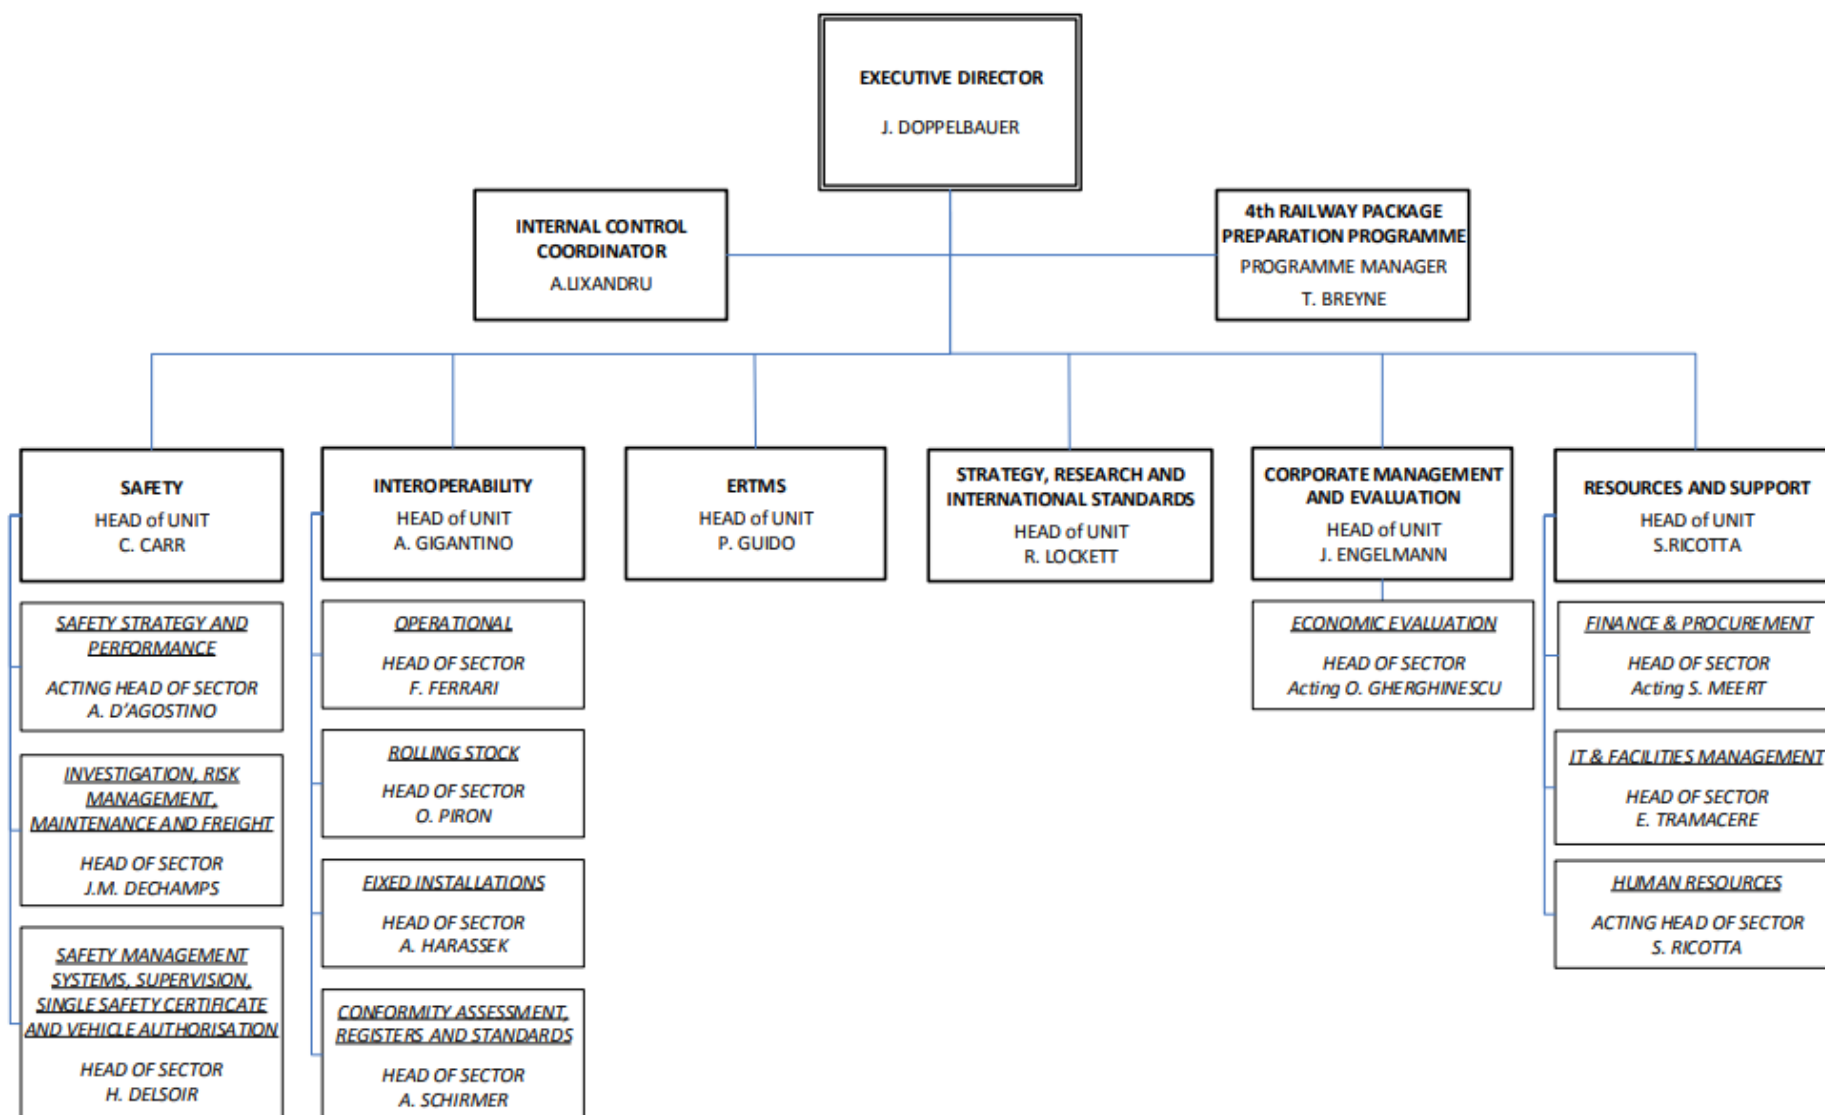 EXECUTIVE DIRECTOR
J. DOPPELBAUER
INTERNAL CONTROL
COORDINATOR
A.LIXANDRU
4th RAILWAY PACKAGE
PREPARATION PROGRAMME
PROGRAMME MANAGER
T. BREYNE
SAFETY
HEAD of UNIT
C. CARR
SAFETY STRATEGY AND
PERFORMANCE
ACTING HEAD OF SECTOR
A. D'AGOSTINO
INVESTIGATION, RISK
MANAGEMENT,
MAINTENANCE AND FREIGHT
HEAD OF SECTOR
J.M. DECHAMPS
SAFETY MANAGEMENT
SYSTEMS, SUPERVISION,
SINGLE SAFETY CERTIFICATE
AND VEHICLE AUTHORISATION
HEAD OF SECTOR
H. DELSOIR
INTEROPERABILITY
HEAD of UNIT
A. GIGANTINO
OPERATIONAL
HEAD OF SECTOR
F. FERRARI
ROLLING STOCK
HEAD OF SECTOR
O. PIRON
FIXED INSTALLATIONS
HEAD OF SECTOR
A. HARASSEK
CONFORMITY ASSESSMENT,
REGISTERS AND STANDARDS
HEAD OF SECTOR
A. SCHIRMER
ERTMS
HEAD of UNIT
P. GUIDO
STRATEGY, RESEARCH AND
INTERNATIONAL STANDARDS
HEAD of UNIT
R. LOCKETT
CORPORATE MANAGEMENT
AND EVALUATION
HEAD of UNIT
J. ENGELMANN
ECONOMIC EVALUATION
HEAD OF SECTOR
Acting O. GHERGHINESCU
RESOURCES AND SUPPORT
HEAD of UNIT
S.RICOTTA
FINANCE & PROCUREMENT
HEAD OF SECTOR
Acting S. MEERT
IT & FACILITIES MANAGEMENT
HEAD OF SECTOR
E. TRAMACERE
HUMAN RESOURCES
ACTING HEAD OF SECTOR
S. RICOTTA